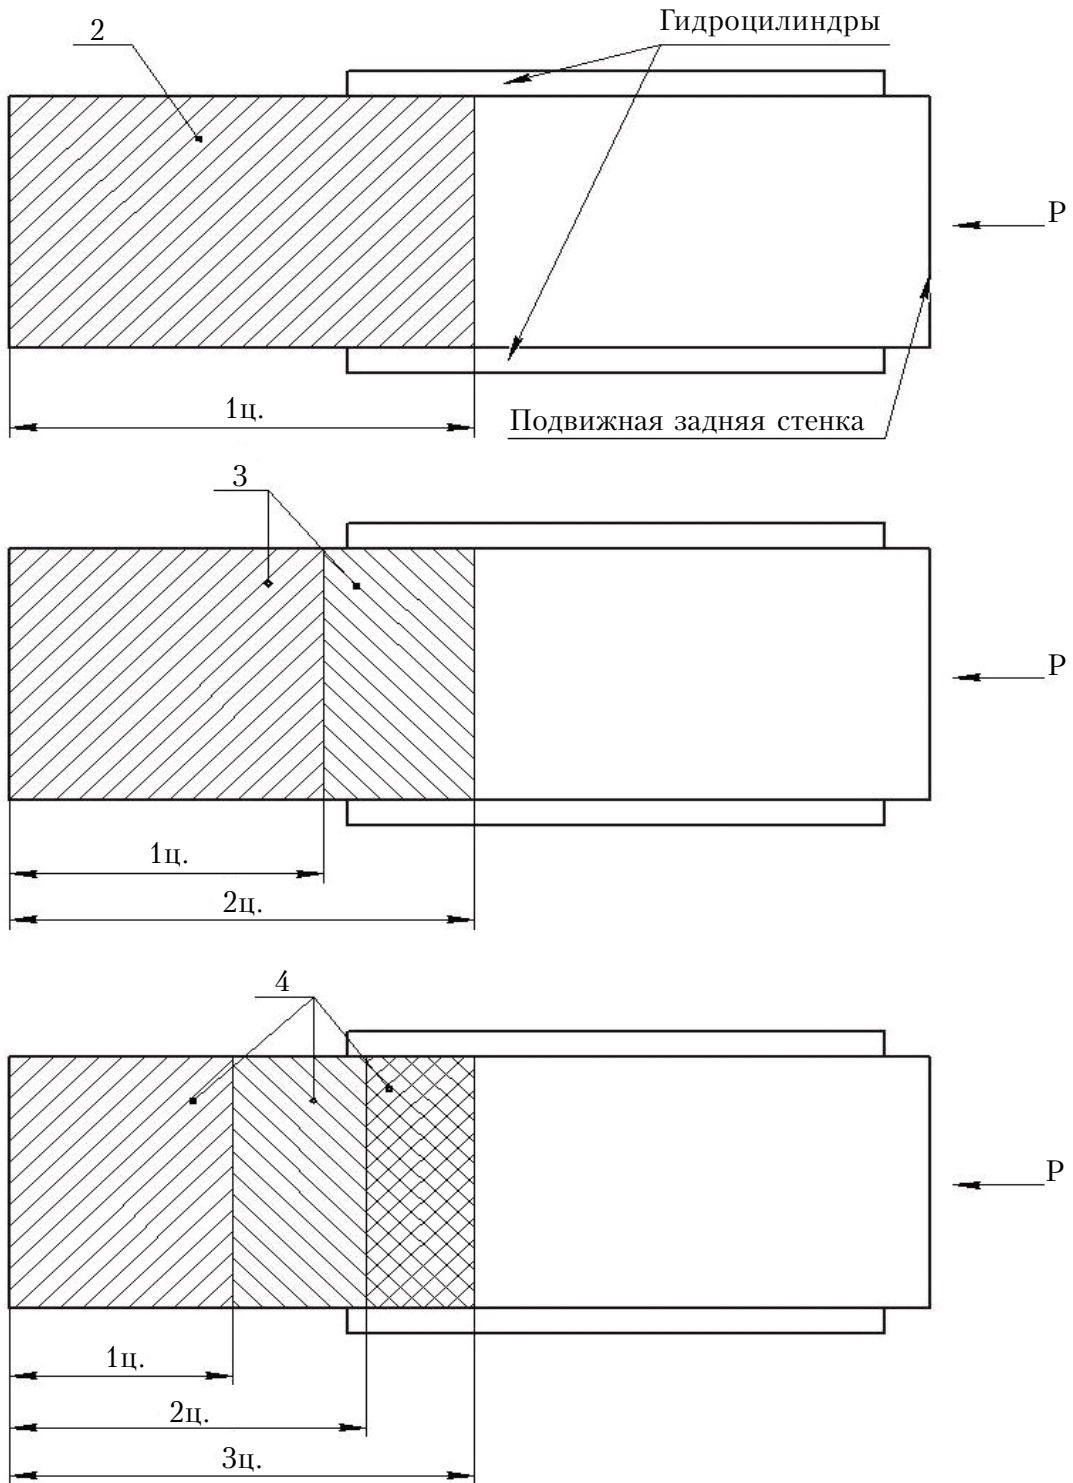 Гидроцилиндры
2
P
1ц.
Подвижная задняя стенка
3
P
1ц.
2ц.
4
P
1ц.
2ц.
3ц.